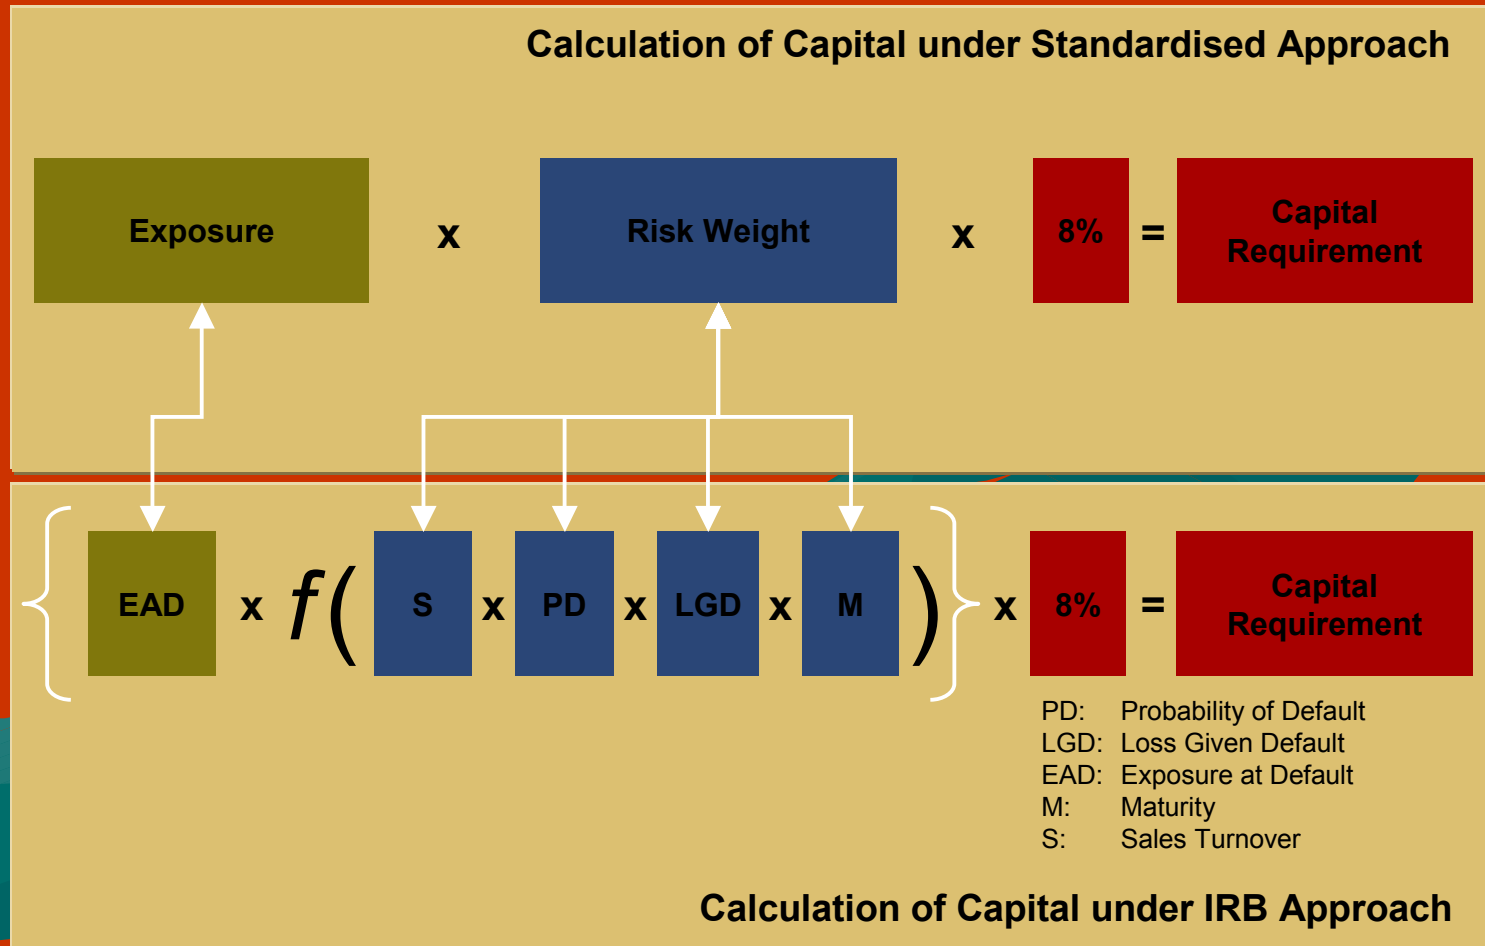 Calculation of Capital under Standardised Approach
Exposure x Risk Weight x 8% = Capital
Requirement
EAD x f( S x PD x LGD x M ) x 8% = Capital
Requirement
PD: Probability of Default
LGD: Loss Given Default
EAD: Exposure at Default
M: Maturity
S: Sales Turnover
Calculation of Capital under IRB Approach